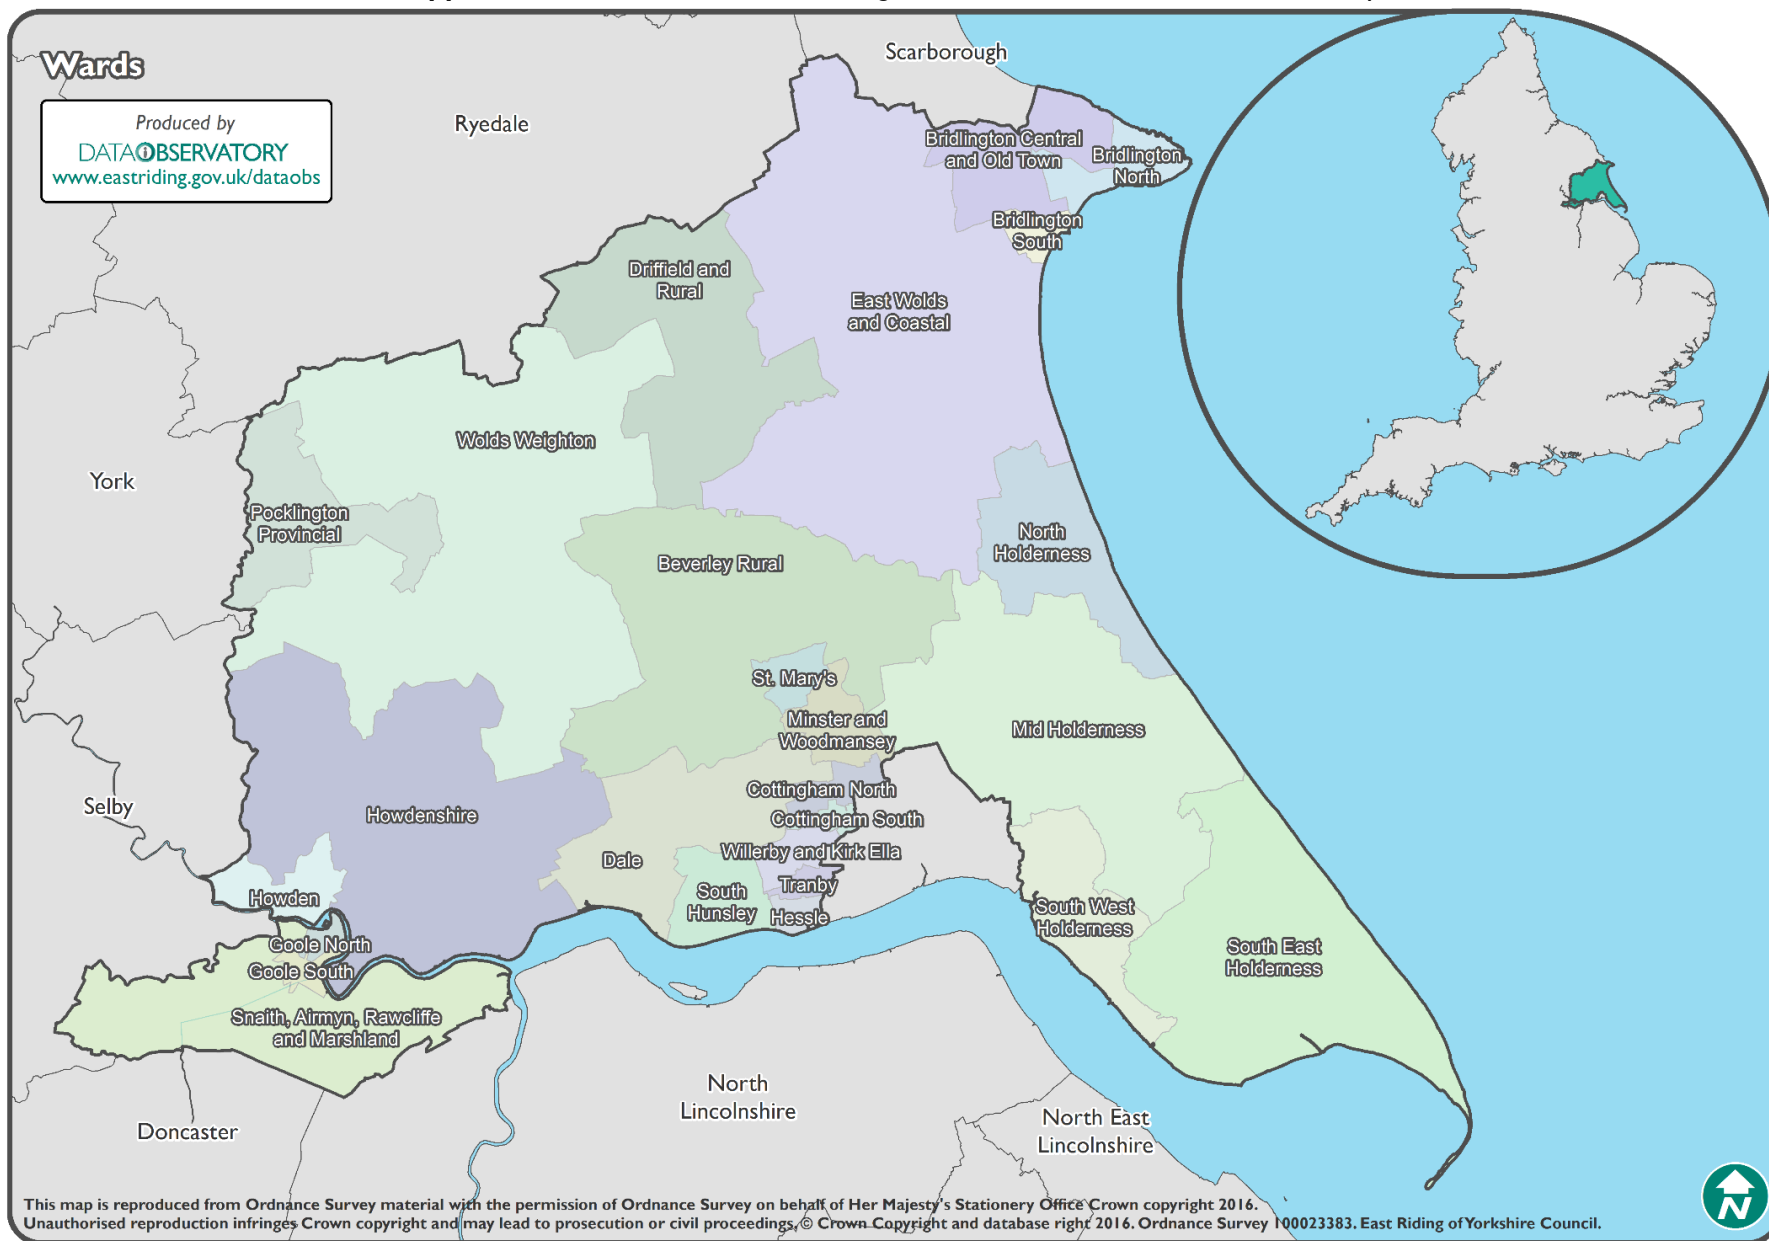 Wards
Produced by
DATA OBSERVATORY
www.eastriding.gov.uk/dataobs
Scarborough
Ryedale
Bridlington Central
and Old Town
Bridlington
North
Bridlington
South
Driffield and
Rural
East Wolds
and Coastal
Wolds Weighton
York
Pocklington
Provincial
North
Holderness
Beverley Rural
St. Mary's
Minster and
Woodmansey
Mid Holderness
Cottingham North
Selby
Howdenshire
Cottingham South
Dale
Willerby and Kirk Ella
Tranby
South
Hunsley
Hessle
Howden
South West
Holderness
Goole North
Goole South
South East
Holderness
Snaith, Airmyn, Rawcliffe
and Marshland
North
Lincolnshire
North East
Lincolnshire
Doncaster
N
This map is reproduced from Ordnance Survey material with the permission of Ordnance Survey on behalf of Her Majesty's Stationery Office Crown copyright 2016.
Unauthorised reproduction infringes Crown copyright and may lead to prosecution or civil proceedings, © Crown Copyright and database right 2016. Ordnance Survey 100023383. East Riding of Yorkshire Council.